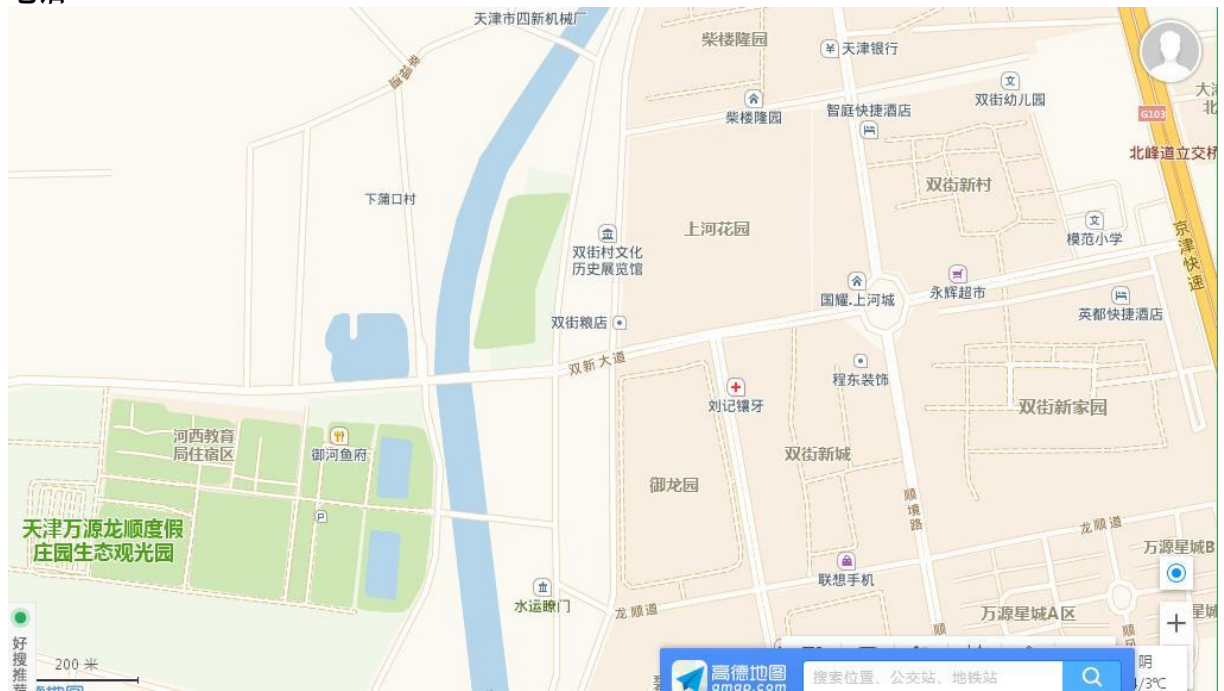 天津市四新机械厂
柴楼隆园
¥ 天津银行
幸福道
文
双街幼儿园
柴楼隆园
智庭快捷酒店
G103
北峰道立交桥
下蒲口村
双街新村
上河花园
文
模范小学
京津快速
双街村文化
历史展览馆
国耀.上河城
永辉超市
英都快捷酒店
双街粮店
双新大道
程东装饰
刘记镶牙
双街新家园
河西教育
局住宿区
御河鱼府
双街新城
御龙园
顺境路
P
天津万源龙顺度假
庄园生态观光园
龙顺道
万源星城B
联想手机
水运瞭门
龙顺道
万源星城A区
好搜推荐
200 米
高德地图
amap.com
搜索位置、公交站、地铁站
阴
/3℃